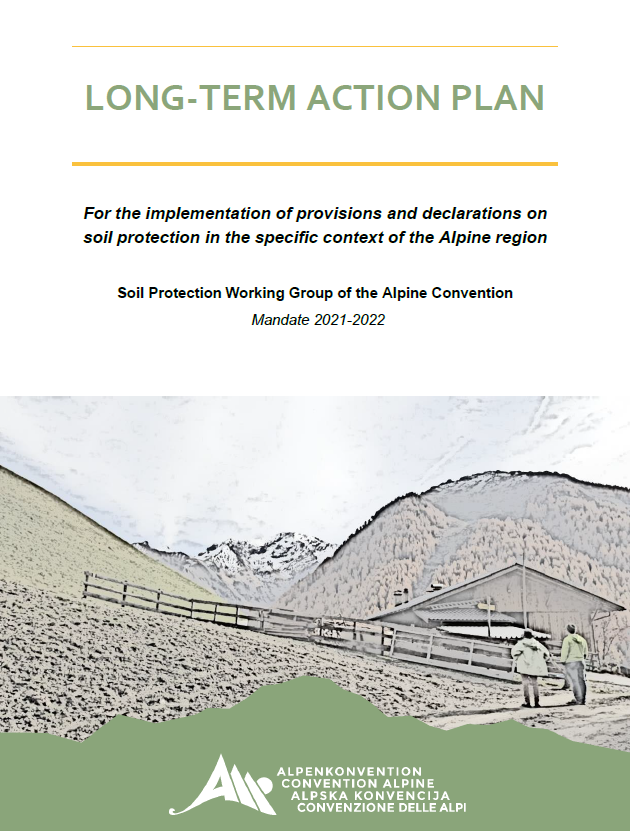 LONG-TERM ACTION PLAN
For the implementation of provisions and declarations on
soil protection in the specific context of the Alpine region
Soil Protection Working Group of the Alpine Convention
Mandate 2021-2022
ALPENKONVENTION
CONVENTION ALPINE
ALPSKA KONVENCIJA
CONVENZIONE DELLE ALPI